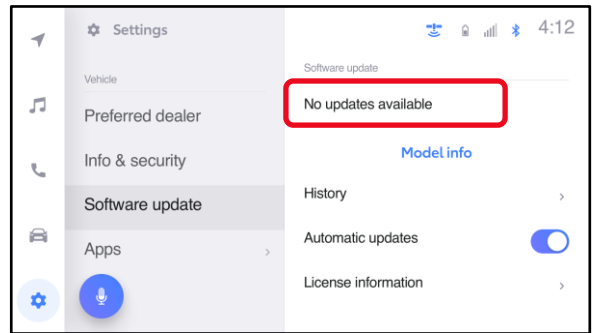 Settings
4:12
Vehicle
Preferred dealer
Info & security
Software update
Apps
Software update
No updates available
Model info
History
Automatic updates
License information